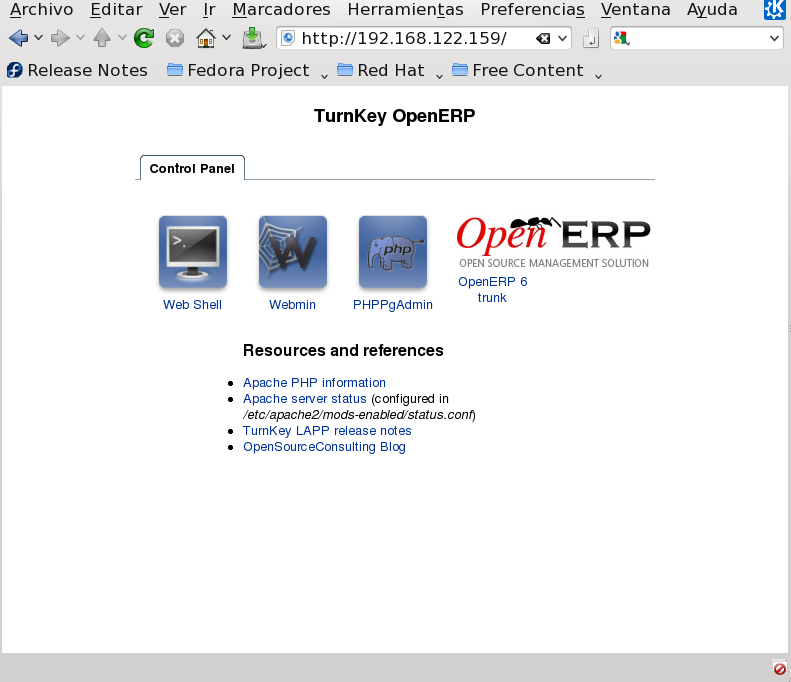 Archivo Editar Ver Ir Marcadores Herramientas Preferencias Ventana Ayuda
http://192.168.122.159/
Release Notes Fedora Project Red Hat Free Content
TurnKey OpenERP
Control Panel
>_
W
php
Open ERP
OPEN SOURCE MANAGEMENT SOLUTION
Web Shell Webmin PHPPgAdmin OpenERP 6
trunk
Resources and references
Apache PHP information
Apache server status (configured in
/etc/apache2/mods-enabled/status.conf)
TurnKey LAPP release notes
OpenSourceConsulting Blog